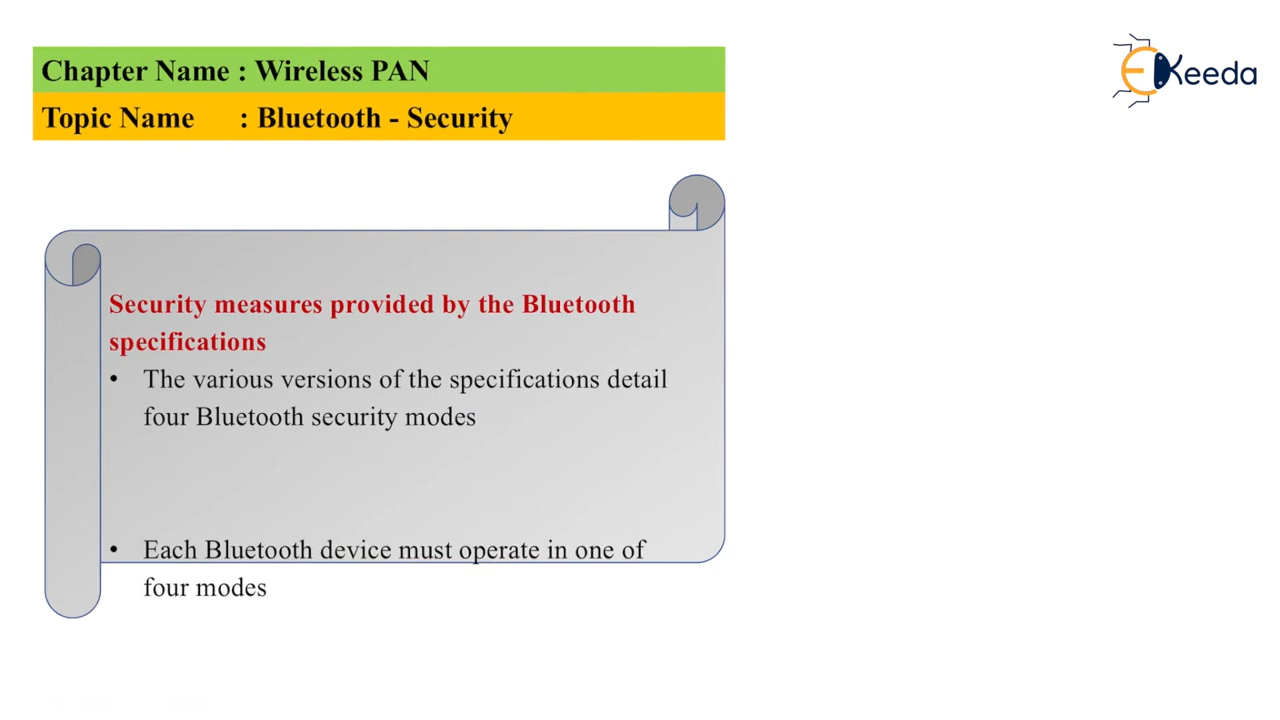 Chapter Name : Wireless PAN
Topic Name : Bluetooth - Security
EKeeda
Security measures provided by the Bluetooth
specifications
• The various versions of the specifications detail
four Bluetooth security modes
• Each Bluetooth device must operate in one of
four modes